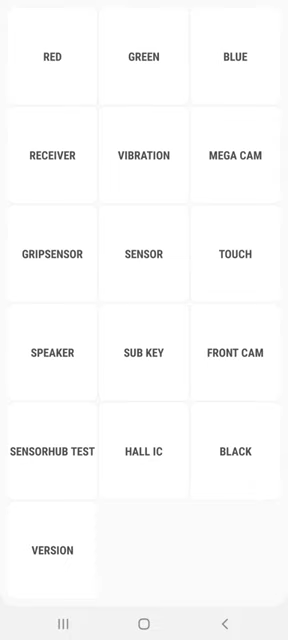 RED
GREEN
BLUE
RECEIVER
VIBRATION
MEGA CAM
GRIPSENSOR
SENSOR
TOUCH
SPEAKER
SUB KEY
FRONT CAM
SENSORHUB TEST
HALL IC
BLACK
VERSION